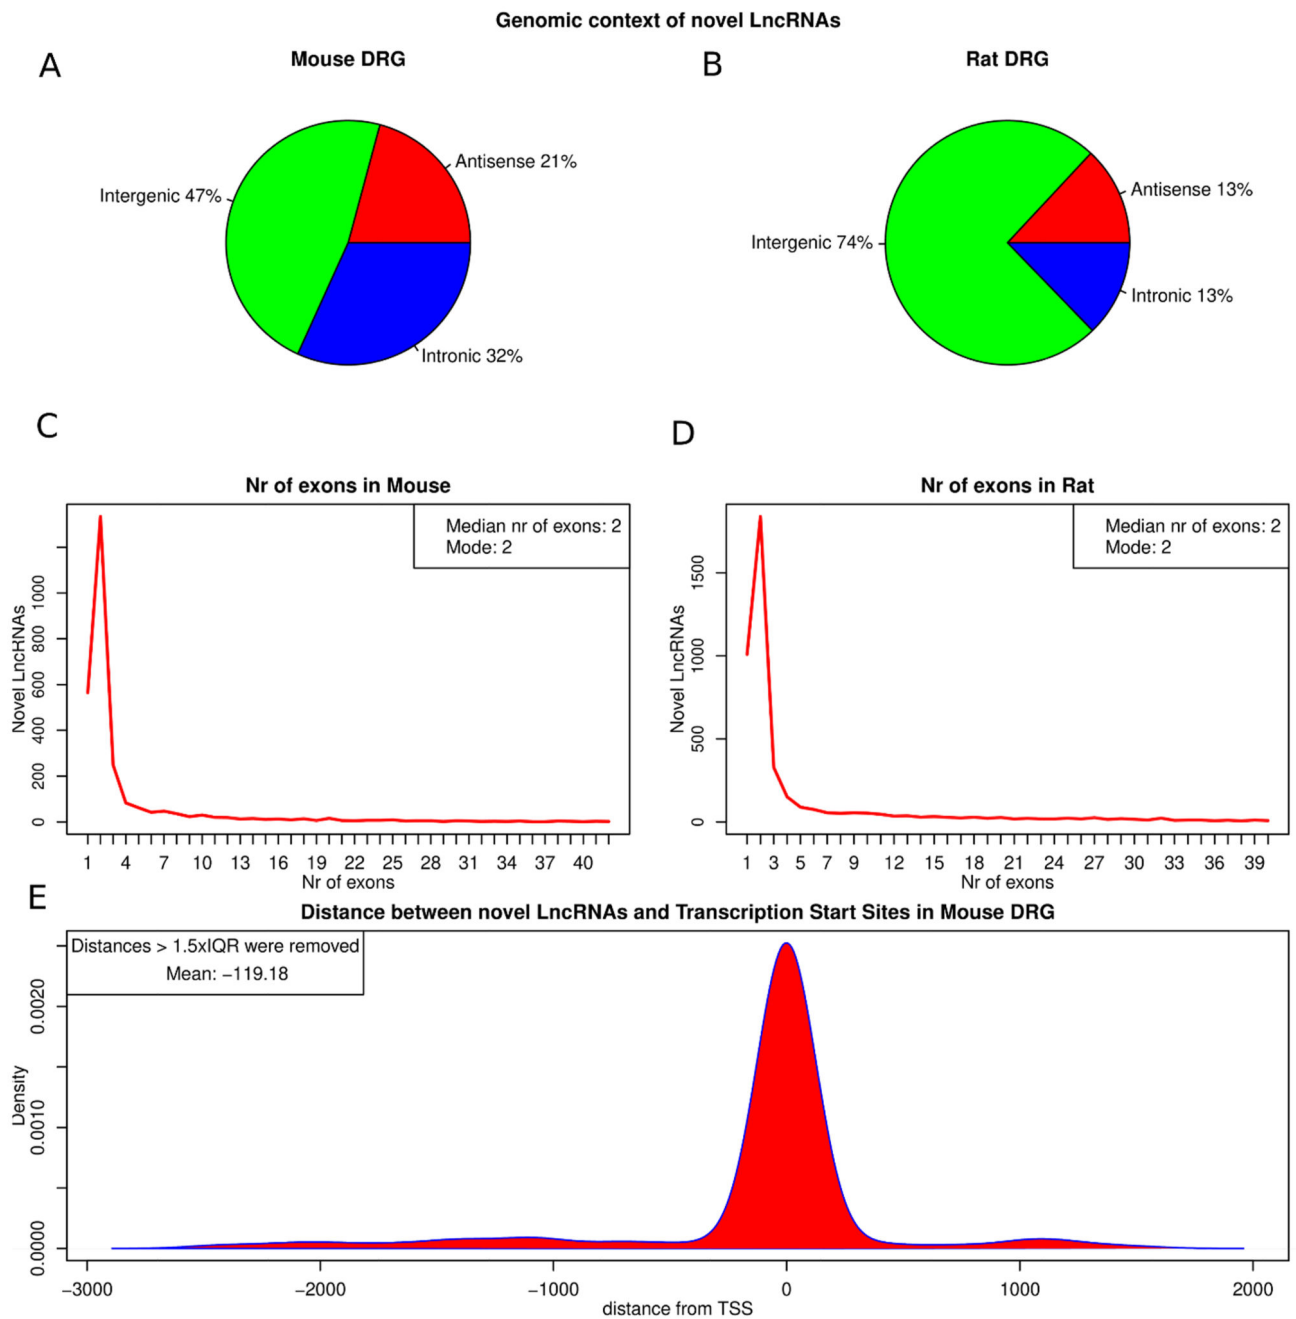 Genomic context of novel LncRNAs
A
Mouse DRG
Antisense 21%
Intergenic 47%
Intronic 32%
B
Rat DRG
Antisense 13%
Intergenic 74%
Intronic 13%
C
Nr of exons in Mouse
Median nr of exons: 2
Mode: 2
Novel LncRNAs
0 200 400 600 800 1000
1 4 7 10 13 16 19 22 25 28 31 34 37 40
Nr of exons
D
Nr of exons in Rat
Median nr of exons: 2
Mode: 2
Novel LncRNAs
0 500 1000 1500
1 3 5 7 9 12 15 18 21 24 27 30 33 36 39
Nr of exons
E
Distance between novel LncRNAs and Transcription Start Sites in Mouse DRG
Distances > 1.5xIQR were removed
Mean: −119.18
Density
0.0000 0.0010 0.0020
−3000 −2000 −1000 0 1000 2000
distance from TSS